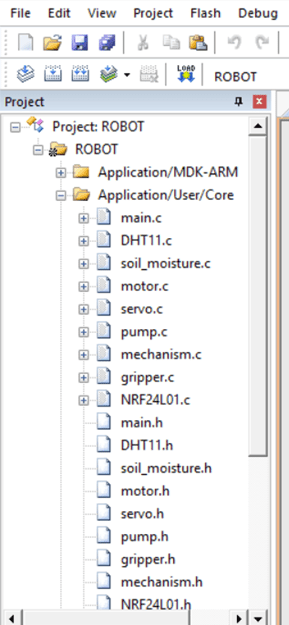 File Edit View Project Flash Debug
LOAD ROBOT
Project
Project: ROBOT
ROBOT
Application/MDK-ARM
Application/User/Core
main.c
DHT11.c
soil_moisture.c
motor.c
servo.c
pump.c
mechanism.c
gripper.c
NRF24L01.c
main.h
DHT11.h
soil_moisture.h
motor.h
servo.h
pump.h
gripper.h
mechanism.h
NRF24L01.h